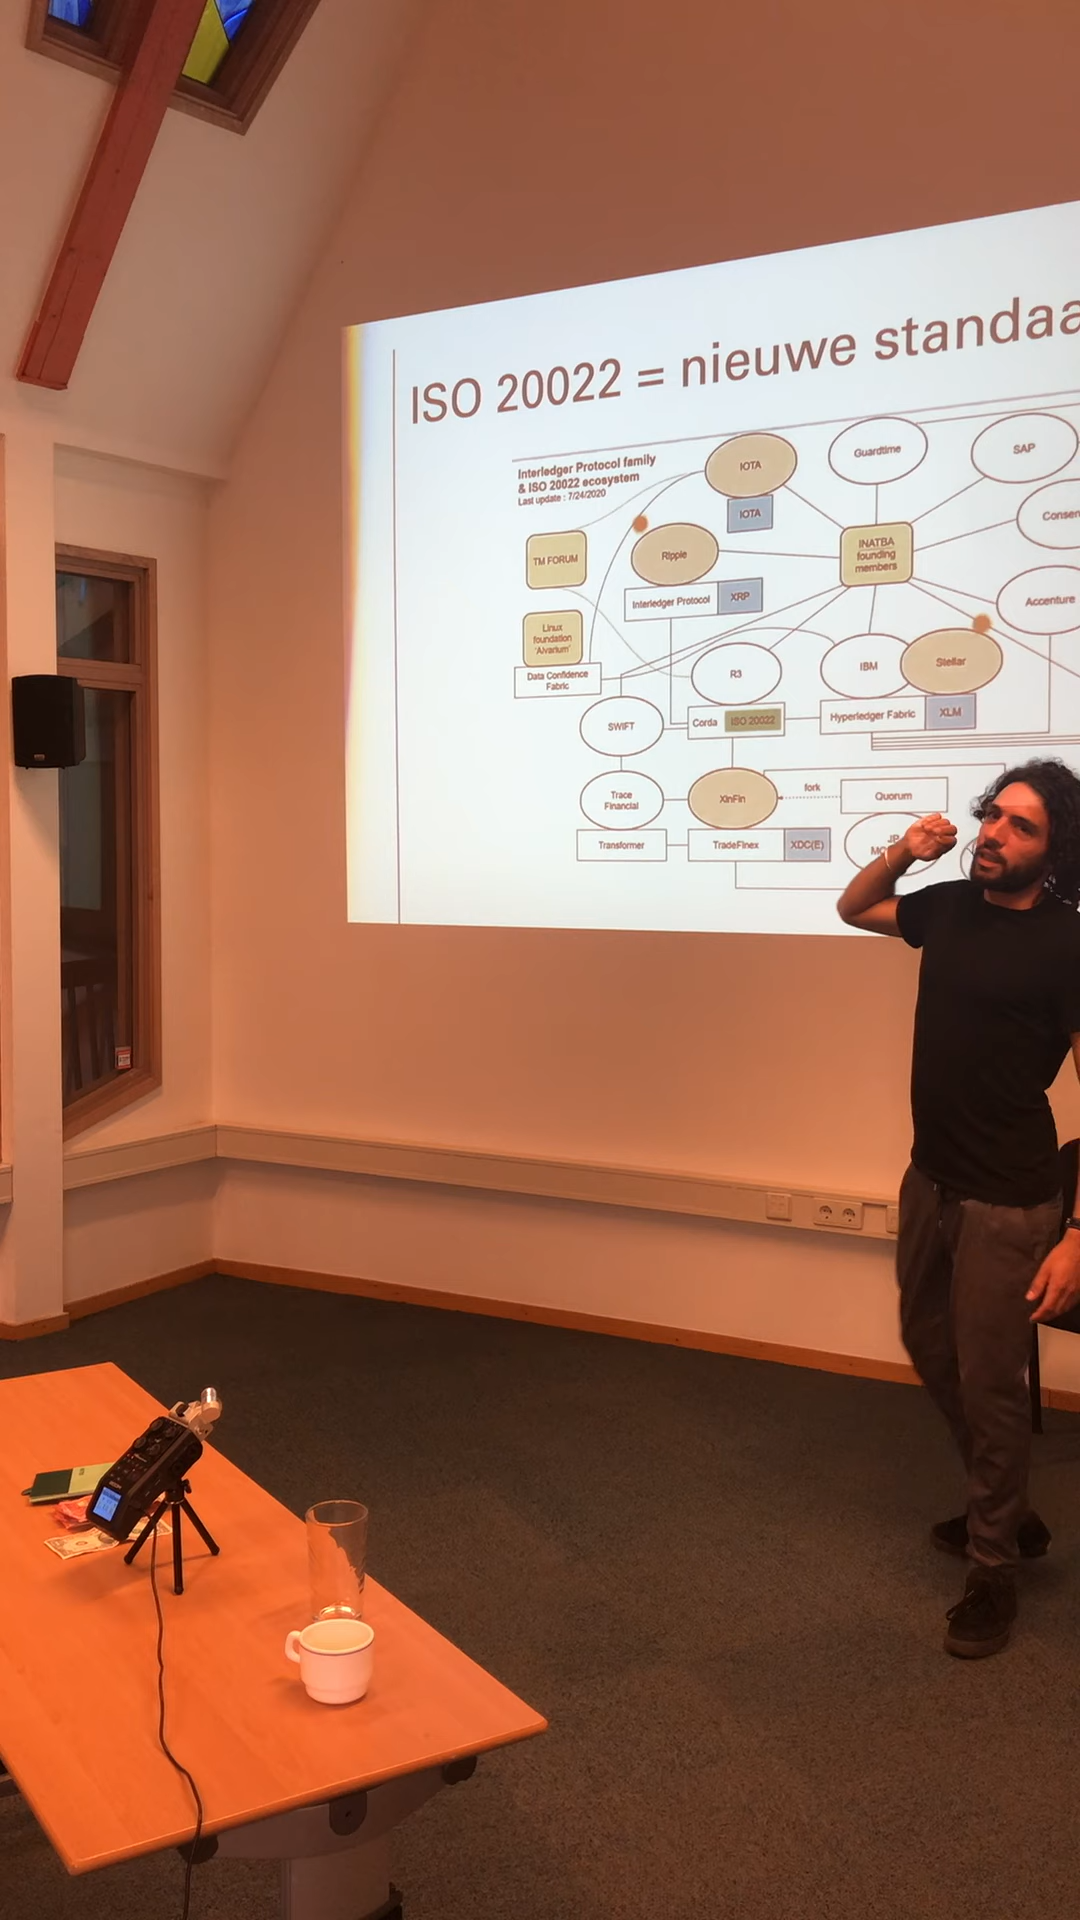 ISO 20022 = nieuwe standaa
Interledger Protocol family
& ISO 20022 ecosystem
Last update : 7/24/2020
IOTA
IOTA
Guardtime
SAP
Consen
TM FORUM
Ripple
Interledger Protocol
XRP
INATBA
founding
members
Accenture
Linux
foundation
'Alvarium'
Data Confidence
Fabric
R3
IBM
Stellar
SWIFT
Corda
ISO 20022
Hyperledger Fabric
XLM
Trace
Financial
XinFin
fork
Quorum
Transformer
TradeFinex
XDC(E)
JP